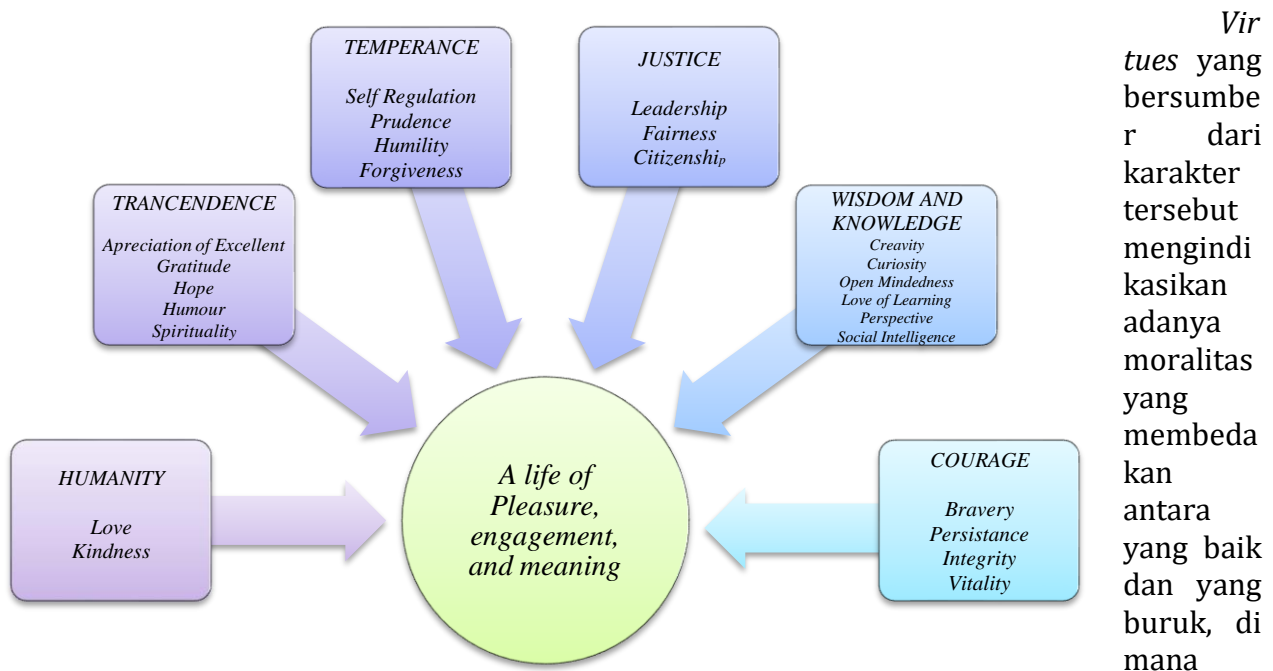 TEMPERANCE
Self Regulation
Prudence
Humility
Forgiveness
JUSTICE
Leadership
Fairness
Citizenship
TRANCENDENCE
Apreciation of Excellent
Gratitude
Hope
Humour
Spirituality
WISDOM AND
KNOWLEDGE
Creavity
Curiosity
Open Mindedness
Love of Learning
Perspective
Social Intelligence
HUMANITY
Love
Kindness
A life of
Pleasure,
engagement,
and meaning
COURAGE
Bravery
Persistance
Integrity
Vitality
Vir
tues yang
bersumbe
r dari
karakter
tersebut
mengindi
kasikan
adanya
moralitas
yang
membeda
kan
antara
yang baik
dan yang
buruk, di
mana